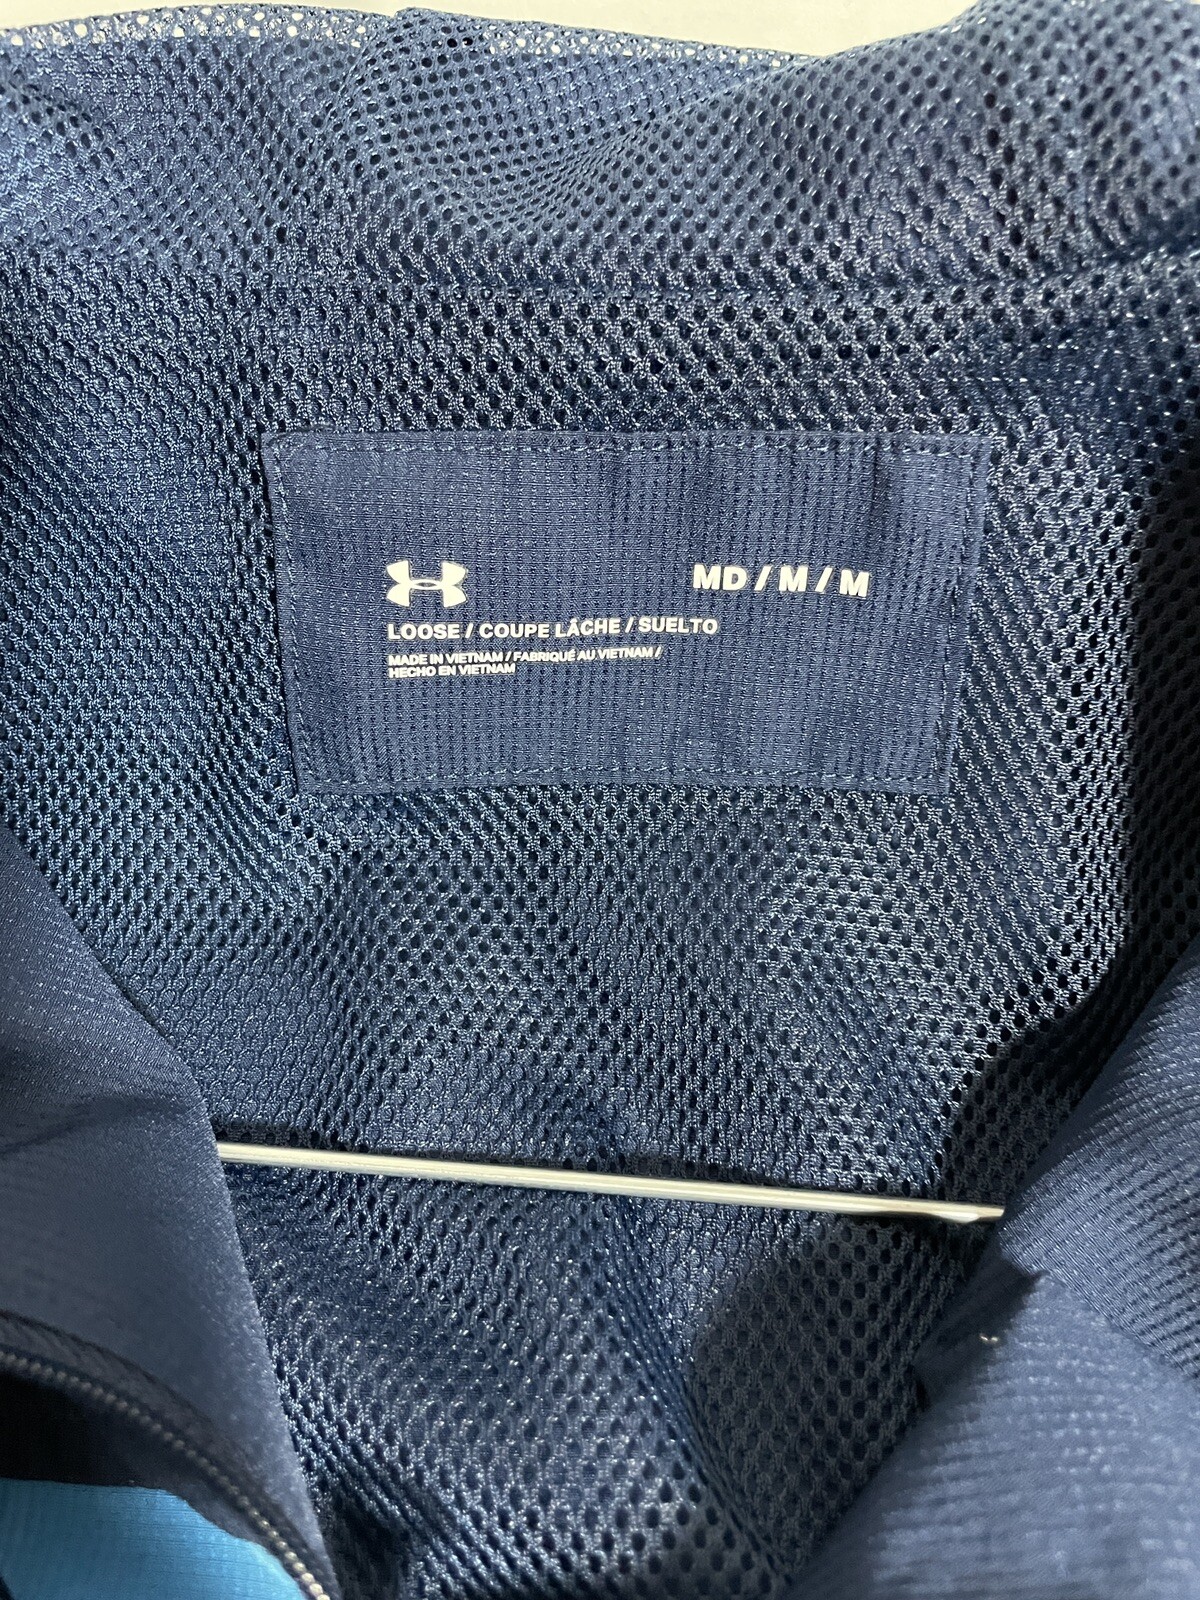 MD / M / M
LOOSE / COUPE LÂCHE / SUELTO
MADE IN VIETNAM / FABRIQUÉ AU VIETNAM /
HECHO EN VIETNAM